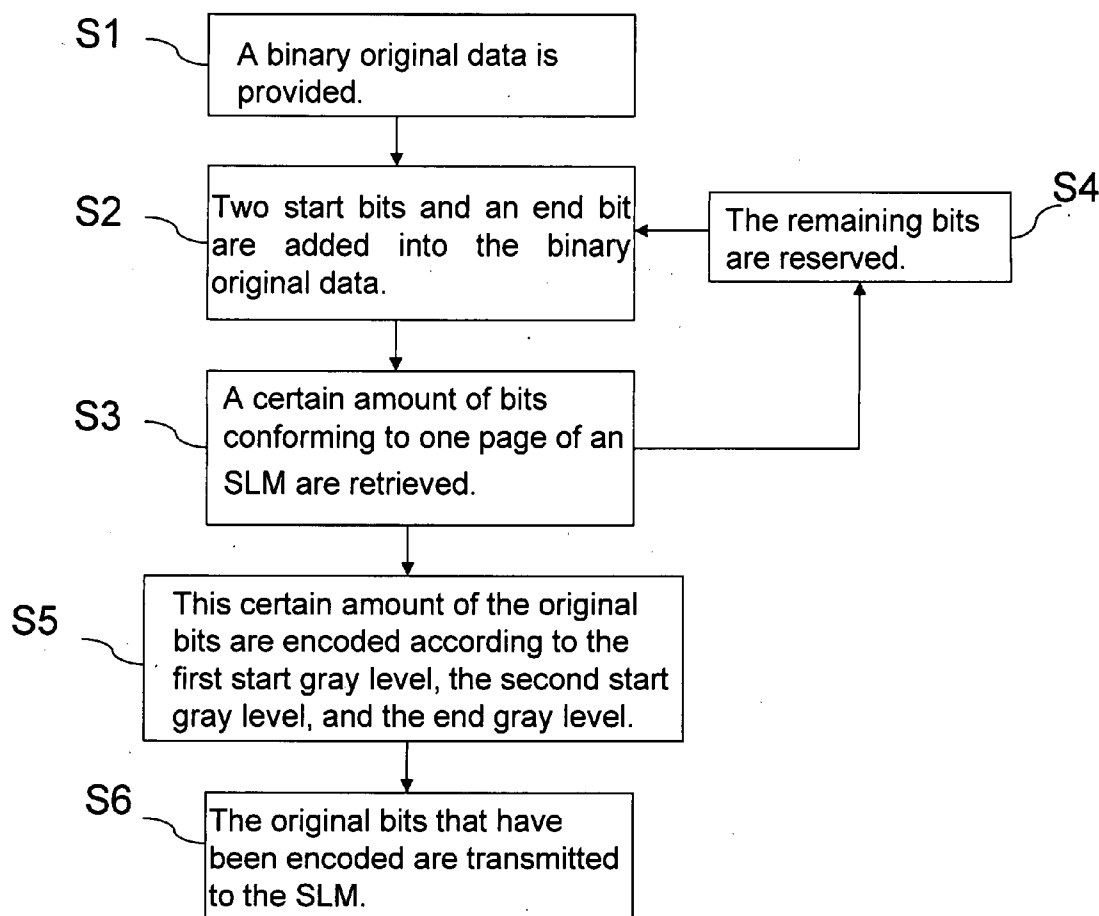 S1
A binary original data is
provided.
S2
Two start bits and an end bit
are added into the binary
original data.
S4
The remaining bits
are reserved.
S3
A certain amount of bits
conforming to one page of an
SLM are retrieved.
S5
This certain amount of the original
bits are encoded according to the
first start gray level, the second start
gray level, and the end gray level.
S6
The original bits that have
been encoded are transmitted
to the SLM.